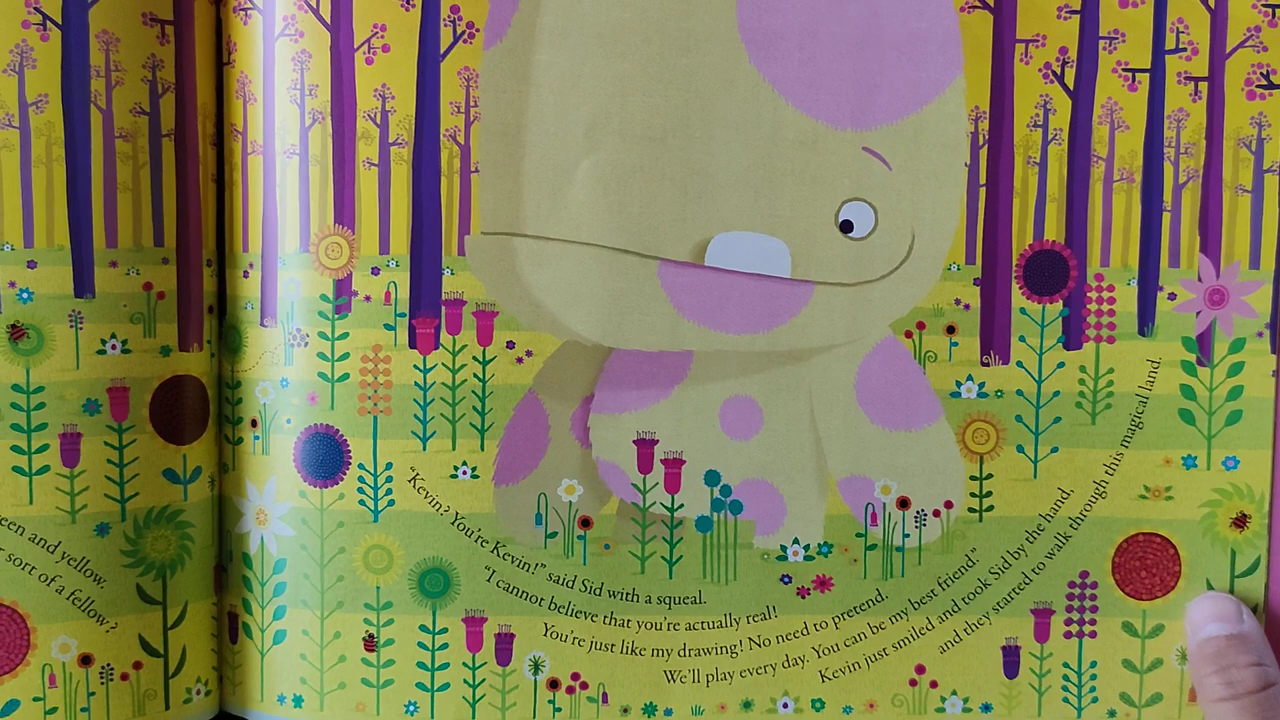 een and yellow.
sort of a fellow?
“Kevin? You’re Kevin!” said Sid with a squeal.
“I cannot believe that you’re actually real!
You’re just like my drawing! No need to pretend.
We’ll play every day. You can be my best friend.”
Kevin just smiled and took Sid by the hand,
and they started to walk through this magical land.